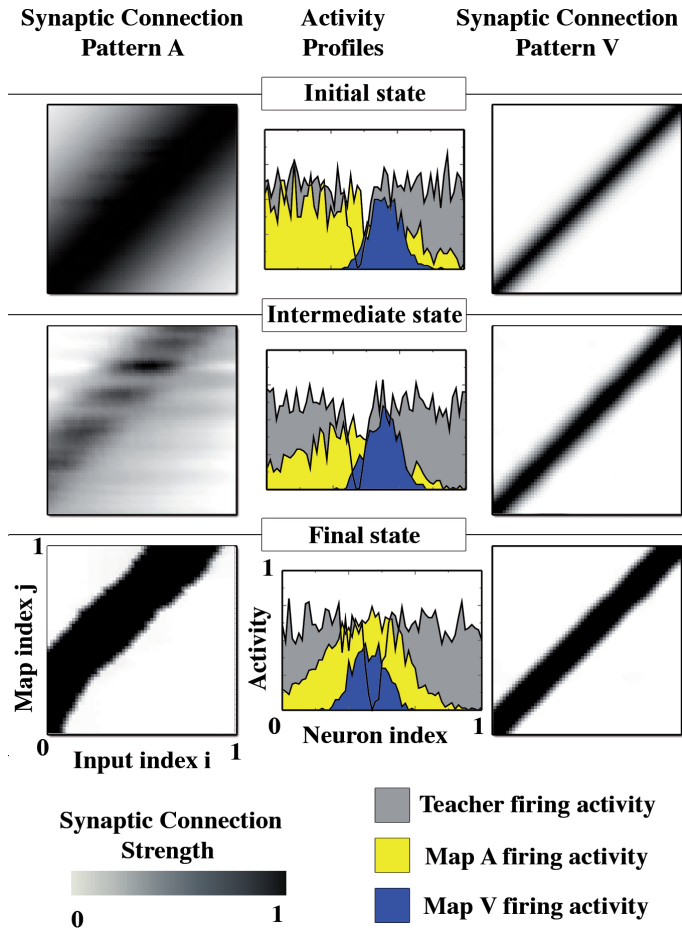 Synaptic Connection
Pattern A
Activity
Profiles
Synaptic Connection
Pattern V
Initial state
Intermediate state
Final state
1
Map index j
0
Input index i
1
1
Activity
0
Neuron index
1
Synaptic Connection
Strength
0
1
Teacher firing activity
Map A firing activity
Map V firing activity